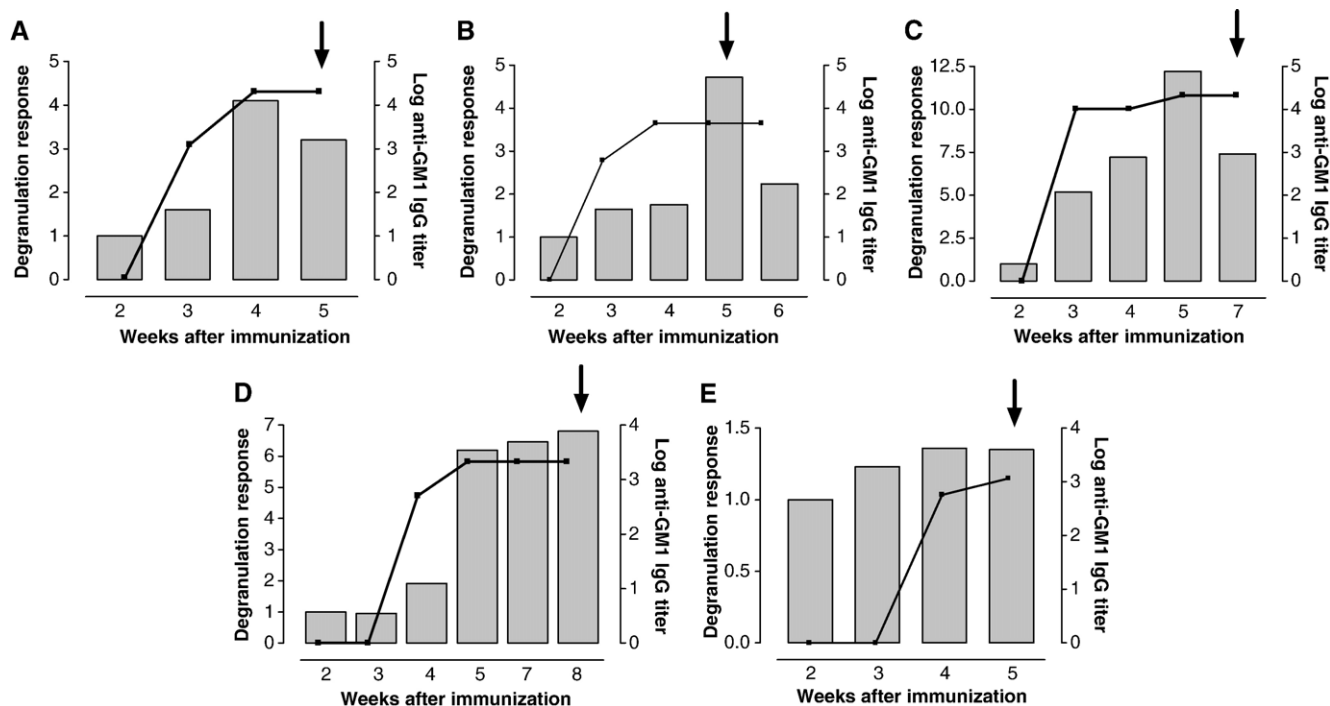 A
Degranulation response
5
4
3
2
1
0
5
4
3
2
1
0
Log anti-GM1 IgG titer
2 3 4 5
Weeks after immunization
B
Degranulation response
5
4
3
2
1
0
5
4
3
2
1
0
Log anti-GM1 IgG titer
2 3 4 5 6
Weeks after immunization
C
Degranulation response
12.5
10.0
7.5
5.0
2.5
0.0
5
4
3
2
1
0
Log anti-GM1 IgG titer
2 3 4 5 7
Weeks after immunization
D
Degranulation response
7
6
5
4
3
2
1
0
4
3
2
1
0
Log anti-GM1 IgG titer
2 3 4 5 7 8
Weeks after immunization
E
Degranulation response
1.5
1.0
0.5
0.0
4
3
2
1
0
Log anti-GM1 IgG titer
2 3 4 5
Weeks after immunization